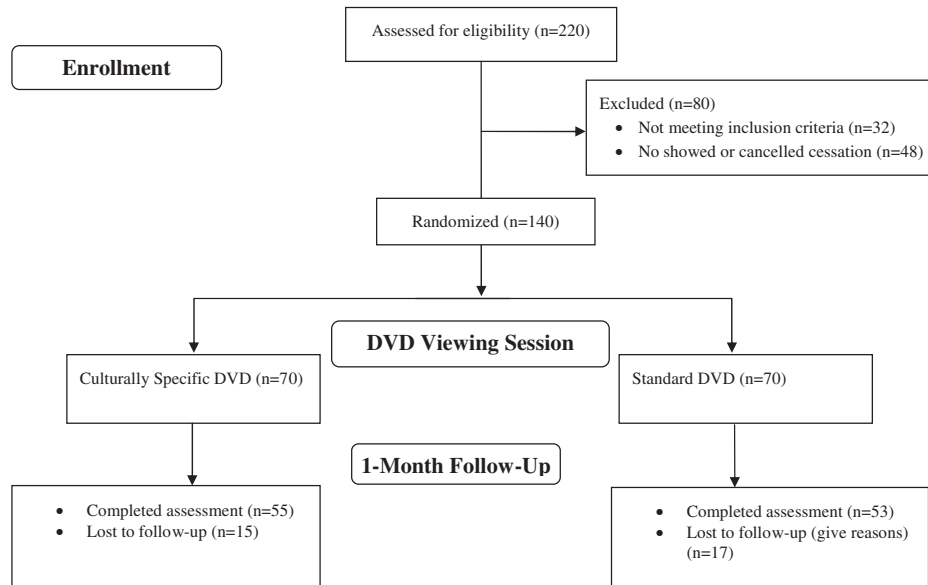 Assessed for eligibility (n=220)
Enrollment
Excluded (n=80)
• Not meeting inclusion criteria (n=32)
• No showed or cancelled cessation (n=48)
Randomized (n=140)
DVD Viewing Session
Culturally Specific DVD (n=70)
Standard DVD (n=70)
1-Month Follow-Up
• Completed assessment (n=55)
• Lost to follow-up (n=15)
• Completed assessment (n=53)
• Lost to follow-up (give reasons)
(n=17)